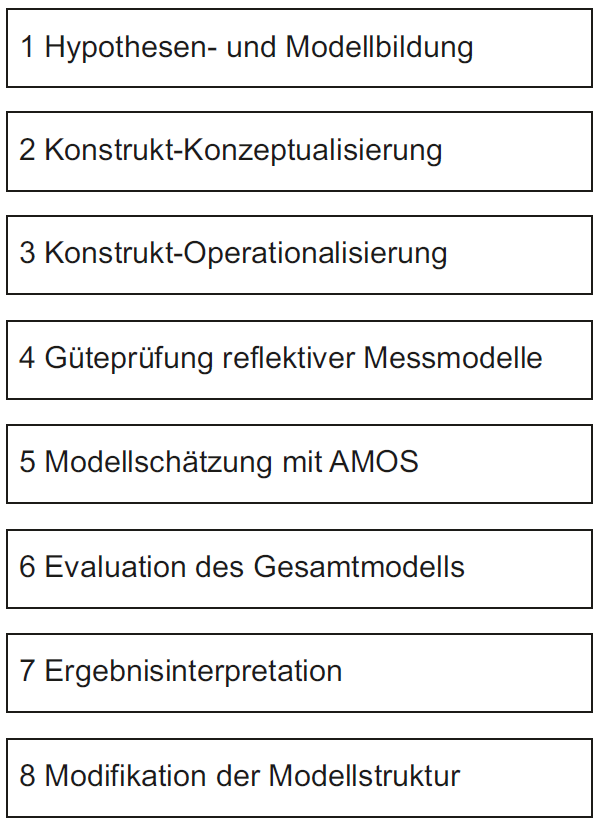 1 Hypothesen- und Modellbildung
2 Konstrukt-Konzeptualisierung
3 Konstrukt-Operationalisierung
4 Güteprüfung reflektiver Messmodelle
5 Modellschätzung mit AMOS
6 Evaluation des Gesamtmodells
7 Ergebnisinterpretation
8 Modifikation der Modellstruktur